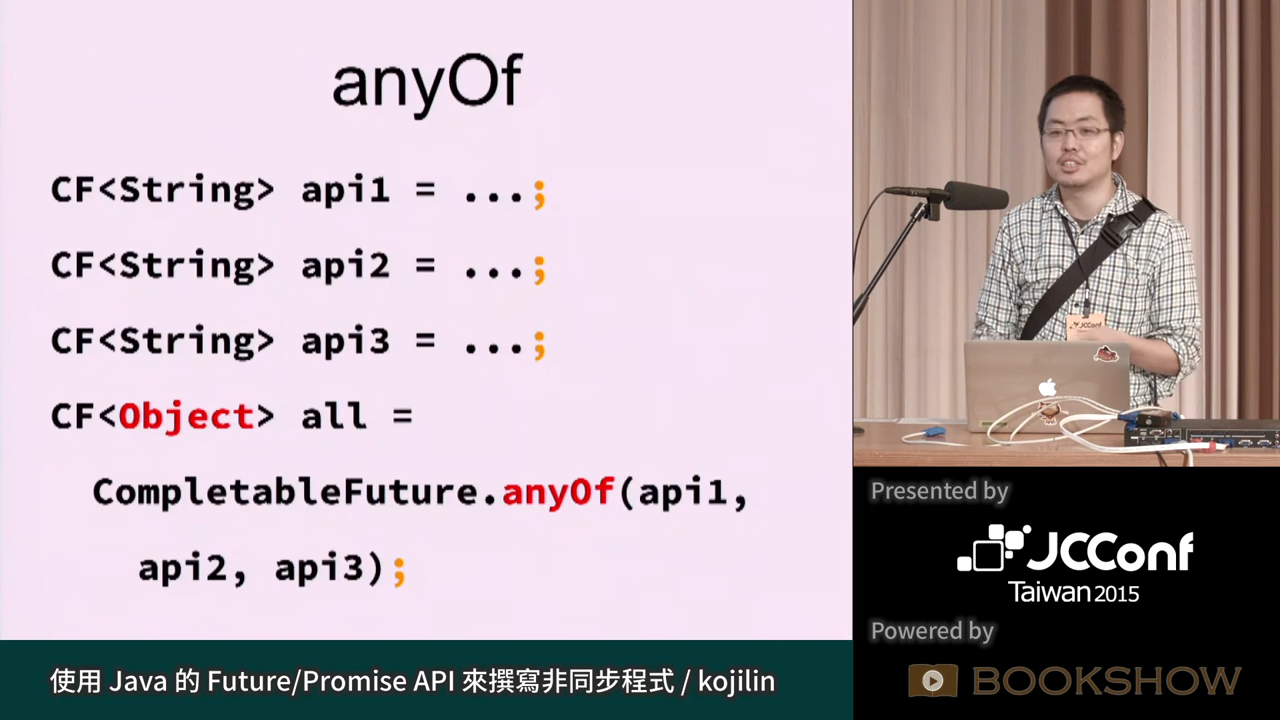 anyOf
CF<String> api1 = ...;
CF<String> api2 = ...;
CF<String> api3 = ...;
CF<Object> all =
CompletableFuture.anyOf(api1,
api2, api3);
使用 Java 的 Future/Promise API 來撰寫非同步程式 / kojilin
JCConf
Presented by
JCConf
Taiwan 2015
Powered by
BOOKSHOW